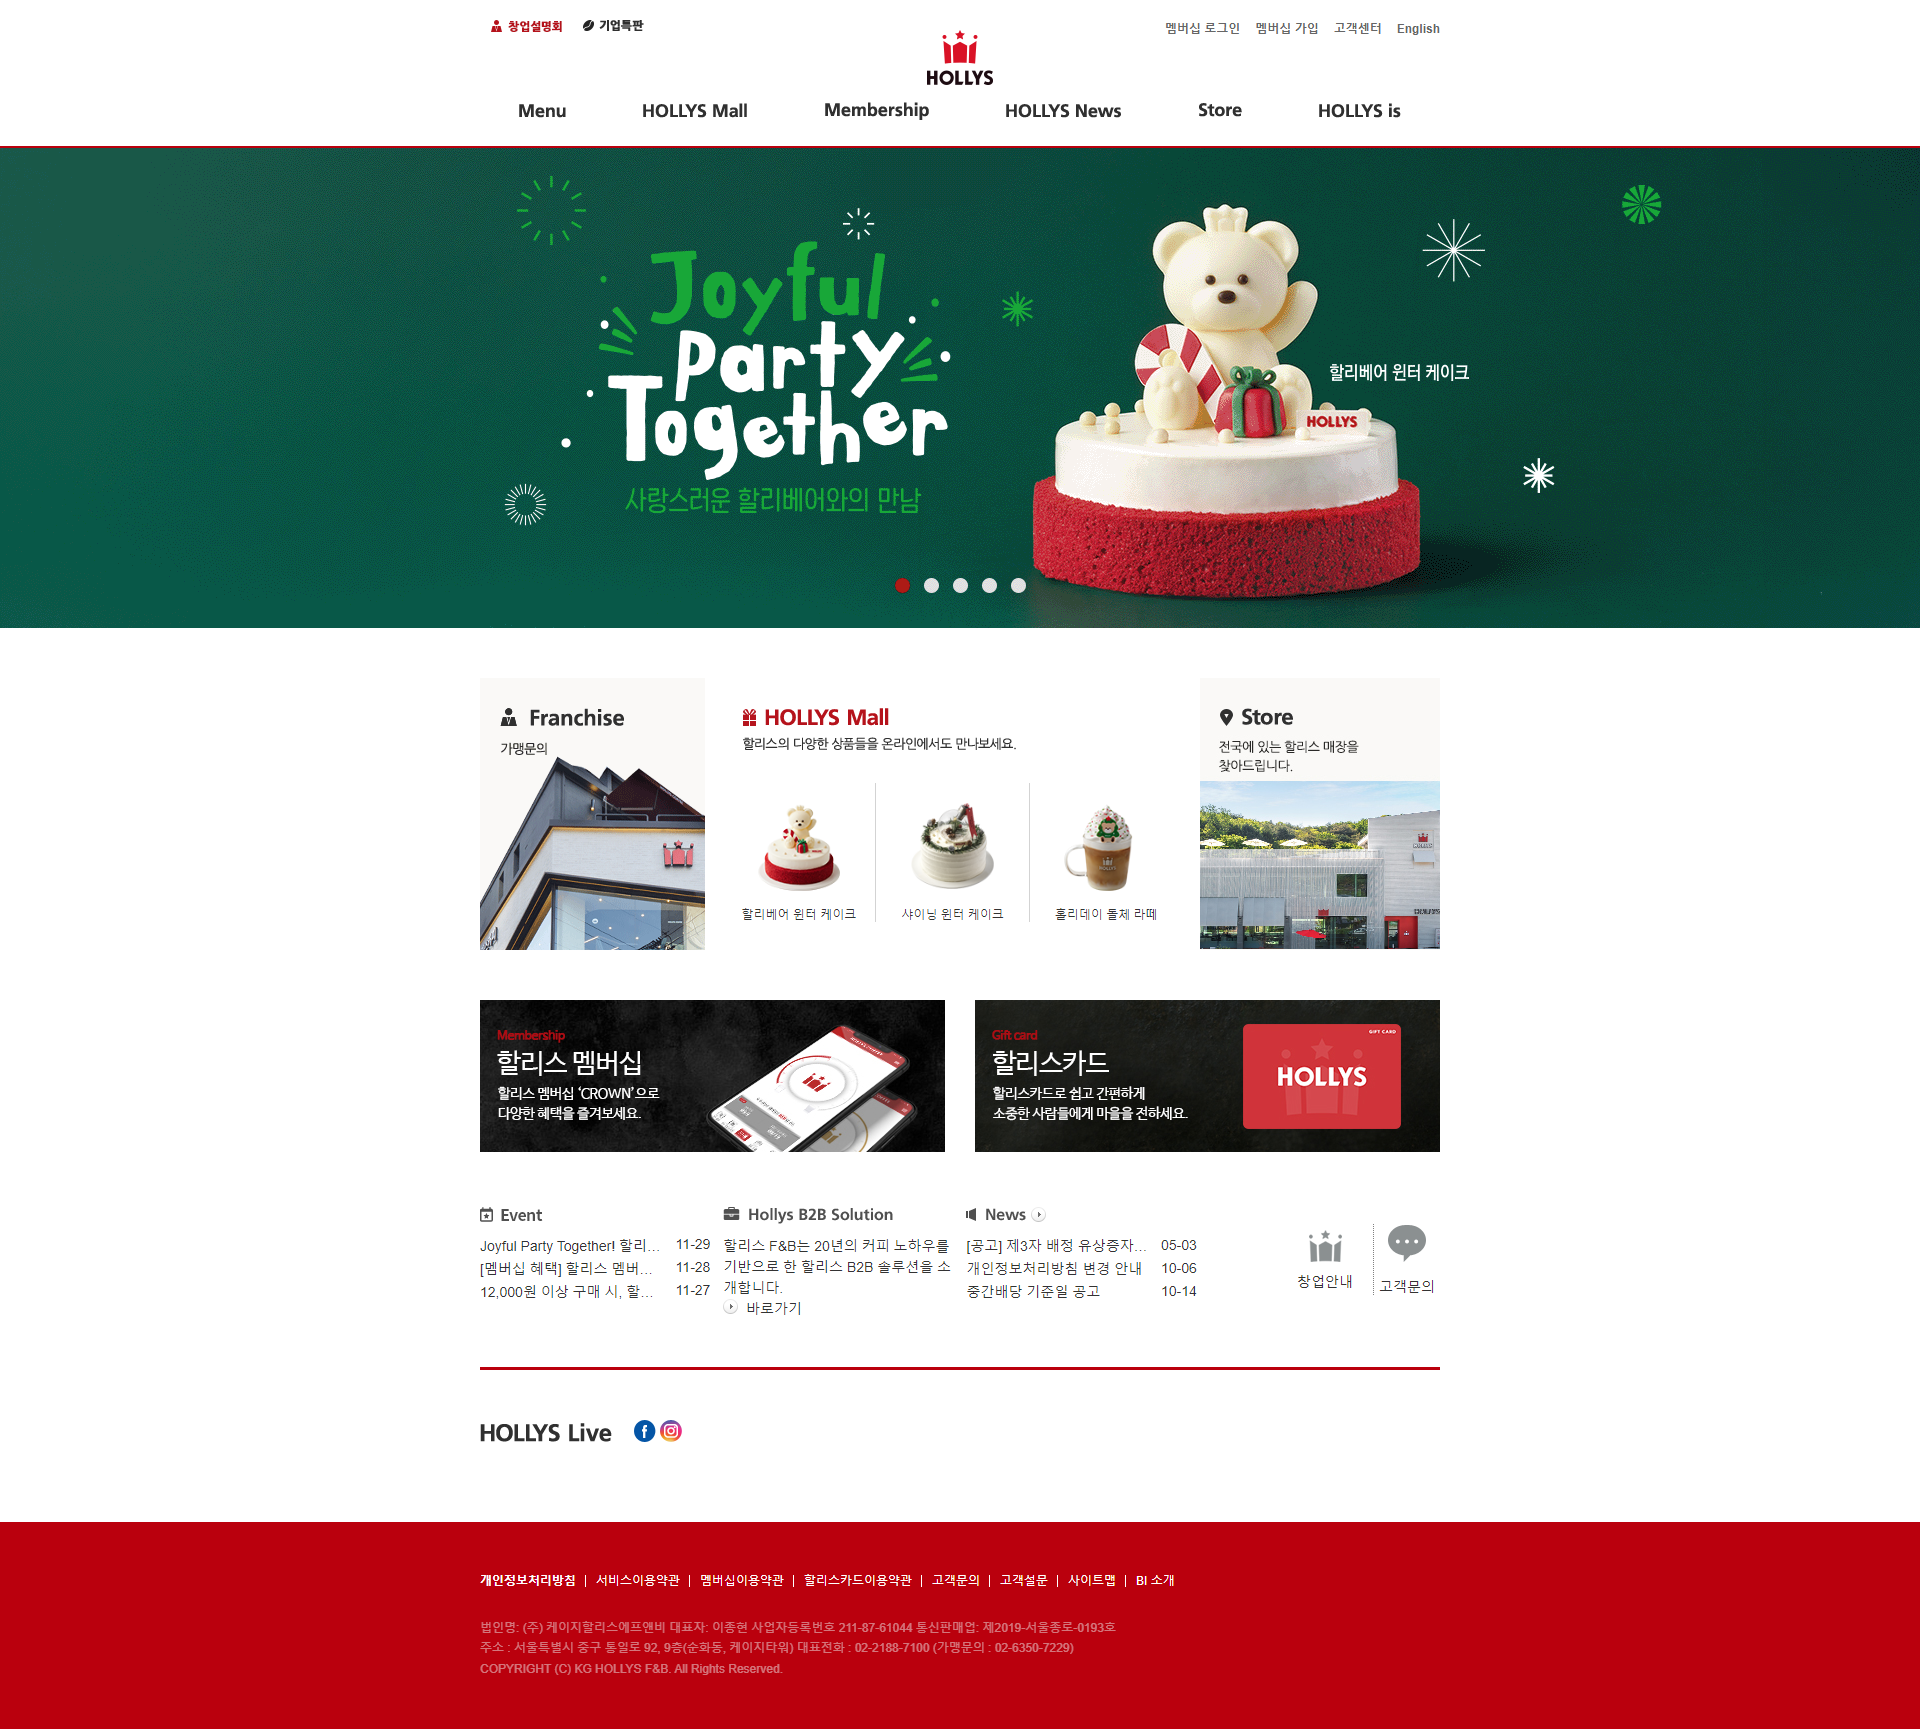 창업설명회
기업특판
멤버십 로그인
멤버십 가입
고객센터
English
HOLLYS
Menu
HOLLYS Mall
Membership
HOLLYS News
Store
HOLLYS is
Joyful
Party
Together
사랑스러운 할리베어와의 만남
할리베어 윈터 케이크
HOLLYS
Franchise
가맹문의
HOLLYS Mall
할리스의 다양한 상품들을 온라인에서도 만나보세요.
할리베어 윈터 케이크
샤이닝 윈터 케이크
홀리데이 돌체 라떼
Store
전국에 있는 할리스 매장을
찾아드립니다.
Membership
할리스 멤버십
할리스 멤버십 ‘CROWN’으로
다양한 혜택을 즐겨보세요.
Gift card
할리스카드
할리스카드로 쉽고 간편하게
소중한 사람들에게 마음을 전하세요.
GIFT CARD
HOLLYS
Event
Joyful Party Together! 할리... 11-29
[멤버십 혜택] 할리스 멤버... 11-28
12,000원 이상 구매 시, 할... 11-27
Hollys B2B Solution
할리스 F&B는 20년의 커피 노하우를
기반으로 한 할리스 B2B 솔루션을 소
개합니다.
바로가기
News
[공고] 제3자 배정 유상증자... 05-03
개인정보처리방침 변경 안내 10-06
중간배당 기준일 공고 10-14
창업안내
고객문의
HOLLYS Live
개인정보처리방침 | 서비스이용약관 | 멤버십이용약관 | 할리스카드이용약관 | 고객문의 | 고객설문 | 사이트맵 | BI 소개
법인명: (주) 케이지할리스에프앤비 대표자: 이종현 사업자등록번호 211-87-61044 통신판매업: 제2019-서울종로-0193호
주소 : 서울특별시 중구 통일로 92, 9층(순화동, 케이지타워) 대표전화 : 02-2188-7100 (가맹문의 : 02-6350-7229)
COPYRIGHT (C) KG HOLLYS F&B. All Rights Reserved.